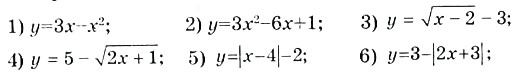 1) y=3x--x²; 2) y=3x²-6x+1; 3) y = √(x-2) - 3;
4) y = 5 - √(2x+1); 5) y=|x-4|-2; 6) y=3-|2x+3|;